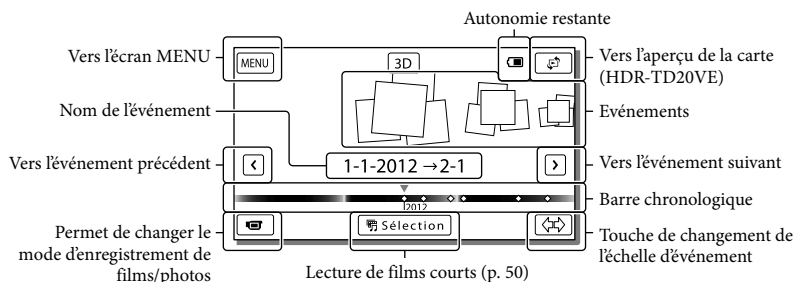 Autonomie restante
Vers l'écran MENU
MENU
3D
Vers l'aperçu de la carte
(HDR-TD20VE)
Nom de l'événement
Evénements
Vers l'événement précédent
1-1-2012 →2-1
Vers l'événement suivant
Barre chronologique
2012
Permet de changer le
mode d'enregistrement de
films/photos
Sélection
Touche de changement de
l'échelle d'événement
Lecture de films courts (p. 50)